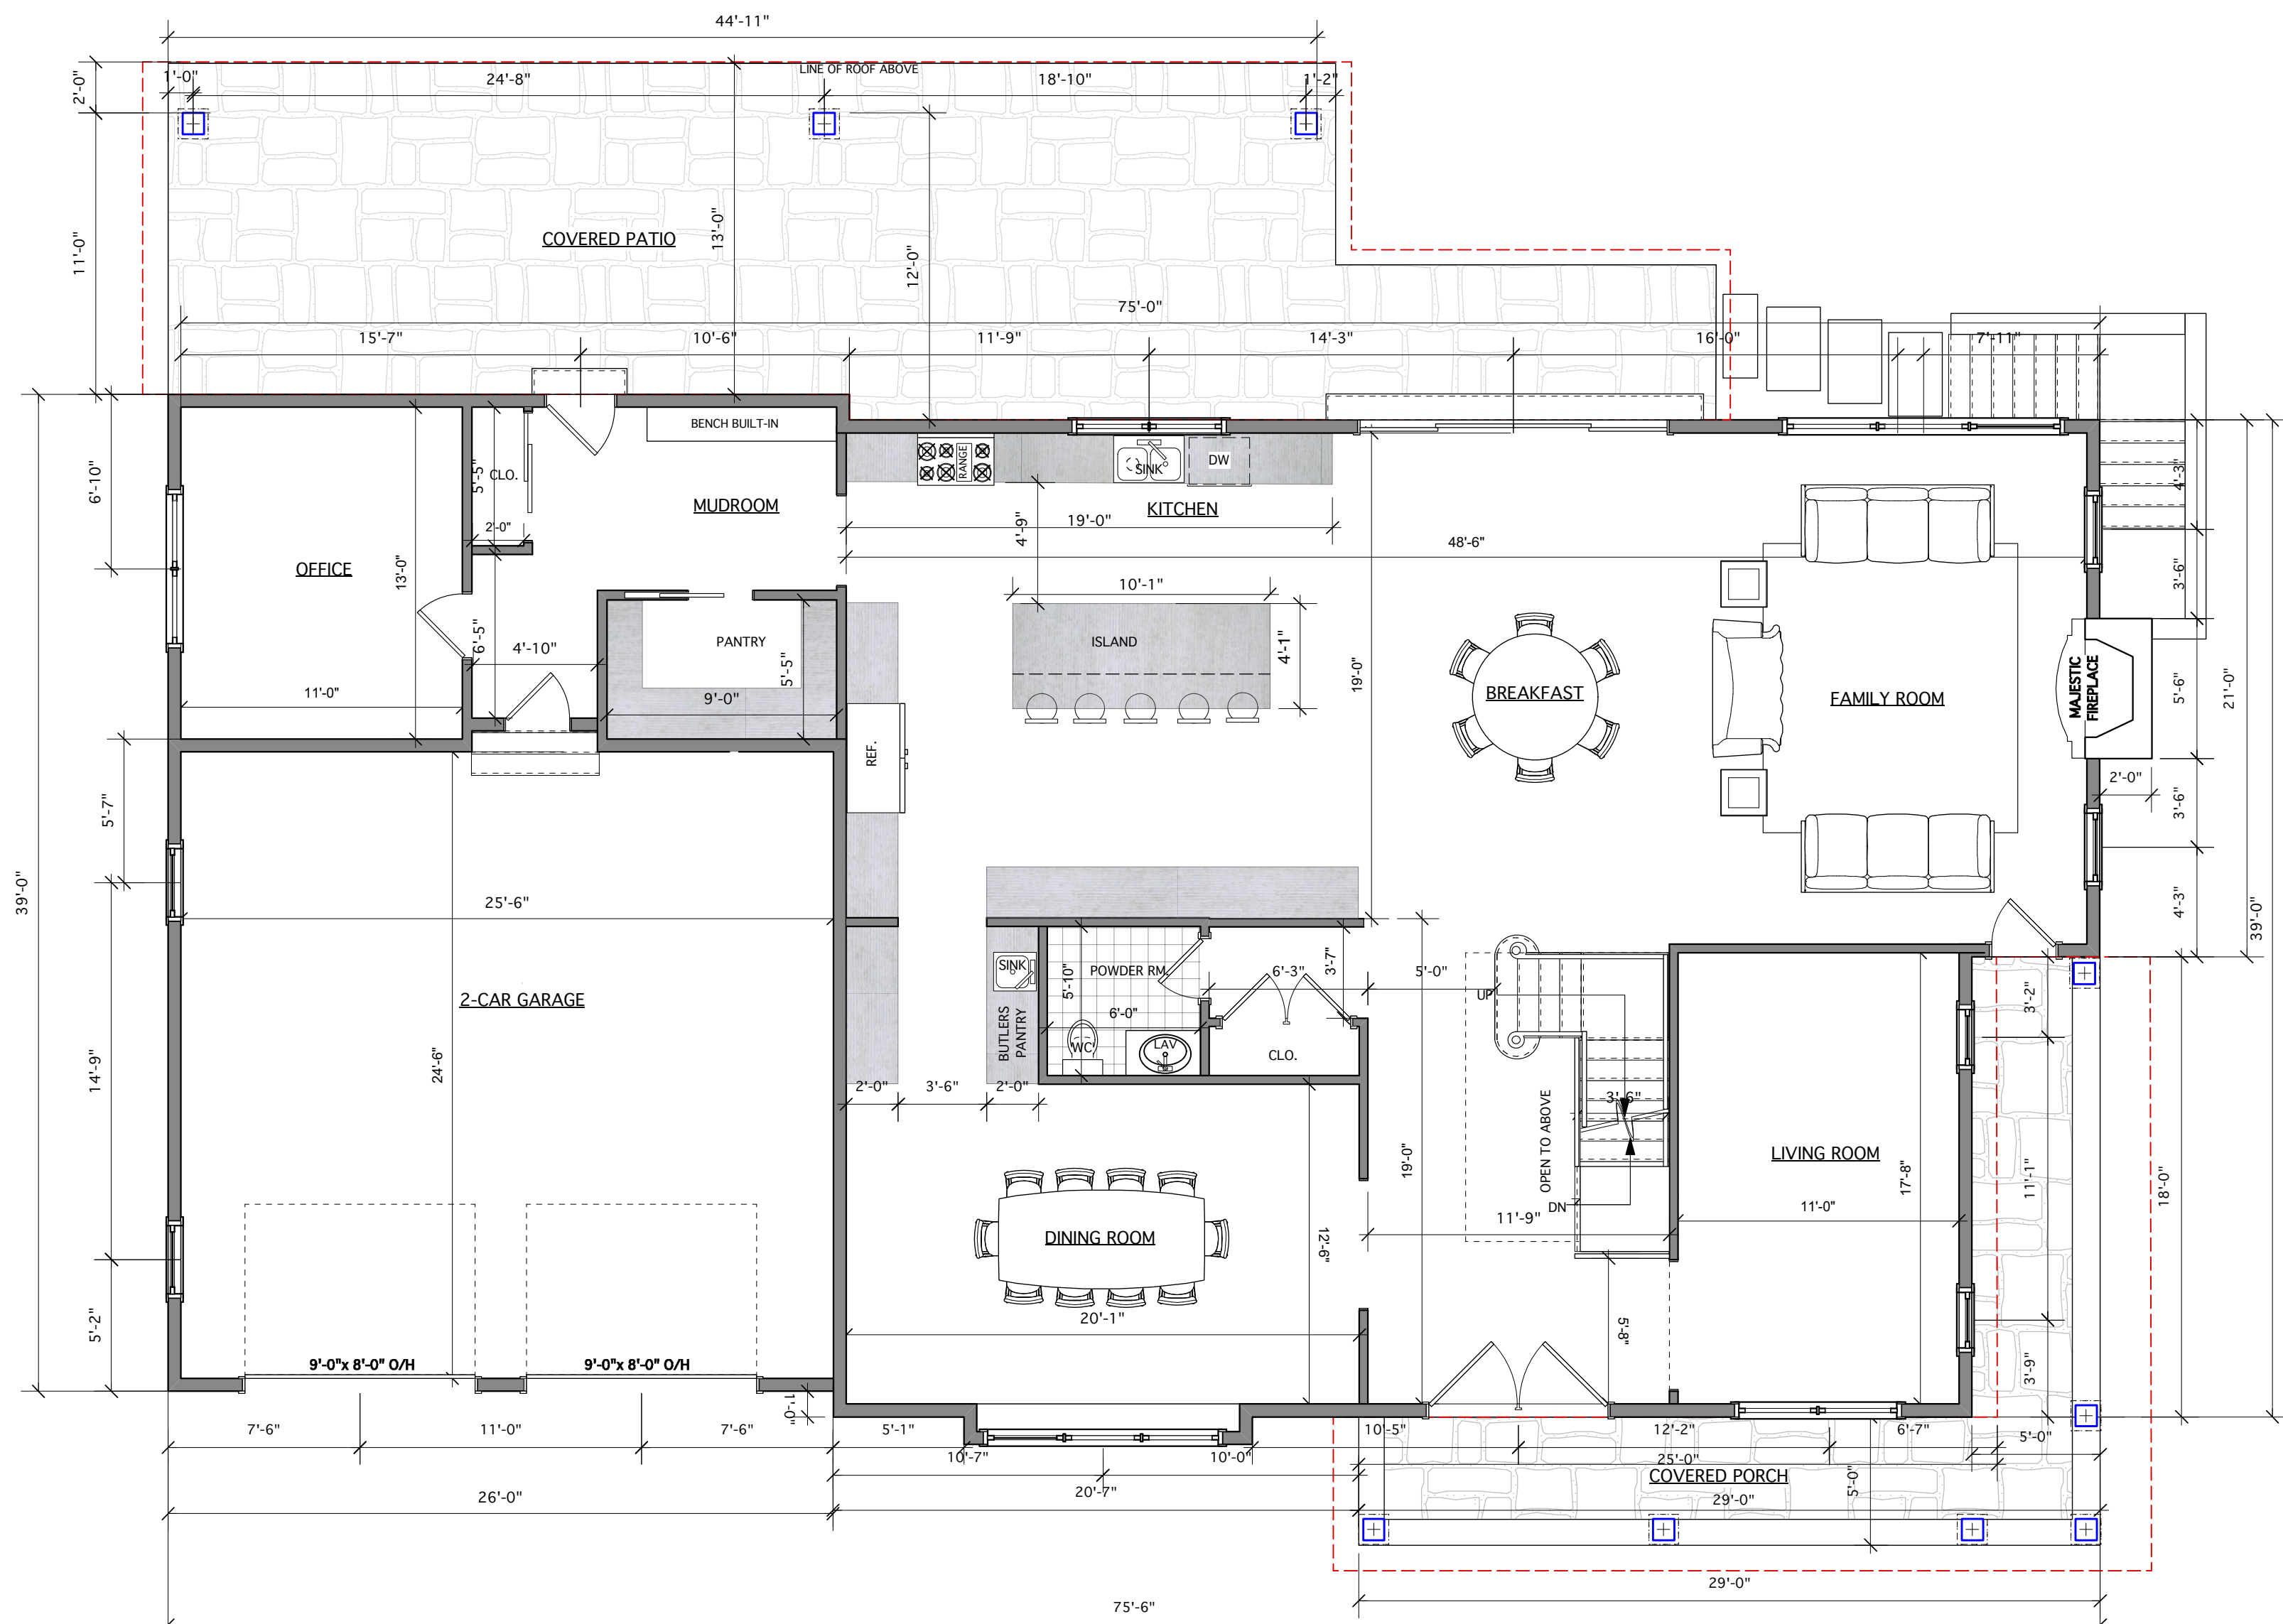 44'-11"
2'-0"
1'-0"
24'-8"
LINE OF ROOF ABOVE
18'-10"
1'-2"
11'-0"
COVERED PATIO
13'-0"
12'-0"
75'-0"
15'-7"
10'-6"
11'-9"
14'-3"
16'-0"
7'-11"
6'-10"
BENCH BUILT-IN
5'-5"
CLO.
2'-0"
MUDROOM
RANGE
SINK
DW
KITCHEN
4'-9"
19'-0"
48'-6"
4'-3"
OFFICE
13'-0"
10'-1"
3'-6"
6'-5"
4'-10"
PANTRY
5'-5"
9'-0"
ISLAND
4'-1"
19'-0"
11'-0"
BREAKFAST
FAMILY ROOM
MAJESTIC
FIREPLACE
5'-6"
21'-0"
REF.
2'-0"
5'-7"
3'-6"
39'-0"
25'-6"
4'-3"
39'-0"
2-CAR GARAGE
SINK
BUTLERS
PANTRY
5'-10"
POWDER RM.
6'-0"
WC
LAV
6'-3"
3'-7"
CLO.
5'-0"
UP
3'-2"
14'-9"
24'-6"
2'-0"
3'-6"
2'-0"
3'-6"
OPEN TO ABOVE
19'-0"
LIVING ROOM
17'-8"
11'-1"
18'-0"
DN
11'-9"
11'-0"
DINING ROOM
12'-6"
20'-1"
5'-8"
5'-2"
9'-0"x 8'-0" O/H
9'-0"x 8'-0" O/H
3'-9"
1'-0"
7'-6"
11'-0"
7'-6"
5'-1"
10'-7"
10'-0"
10'-5"
12'-2"
6'-7"
5'-0"
25'-0"
COVERED PORCH
5'-0"
26'-0"
20'-7"
29'-0"
29'-0"
75'-6"